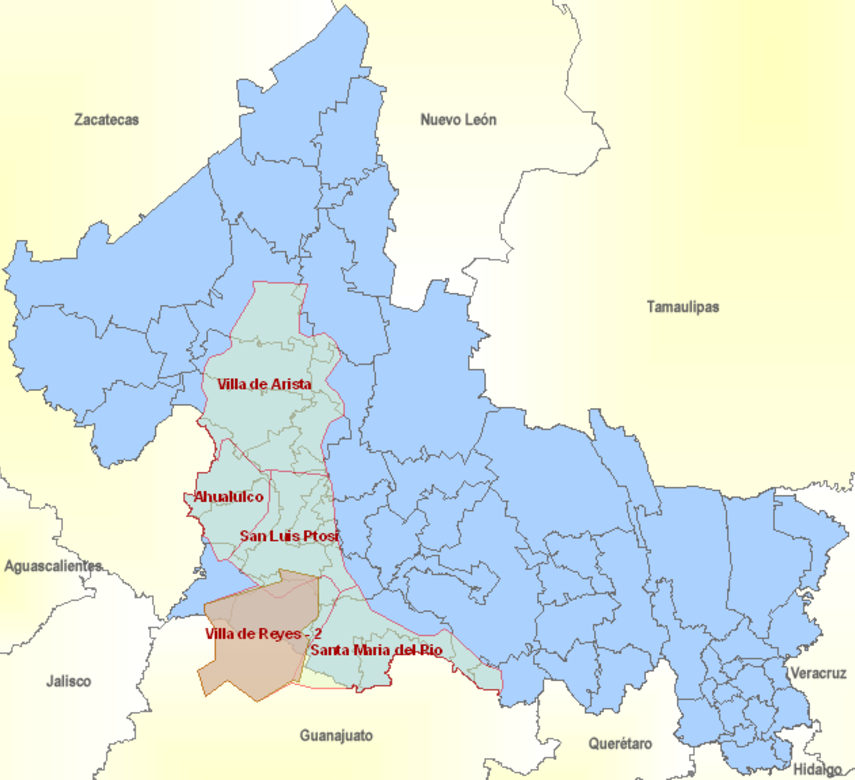 Zacatecas
Nuevo León
Tamaulipas
Villa de Arista
Ahualulco
San Luis Ptosí
Aguascalientes
Villa de Reyes - 2
Santa Maria del Rio
Jalisco
Veracruz
Guanajuato
Querétaro
Hidalgo